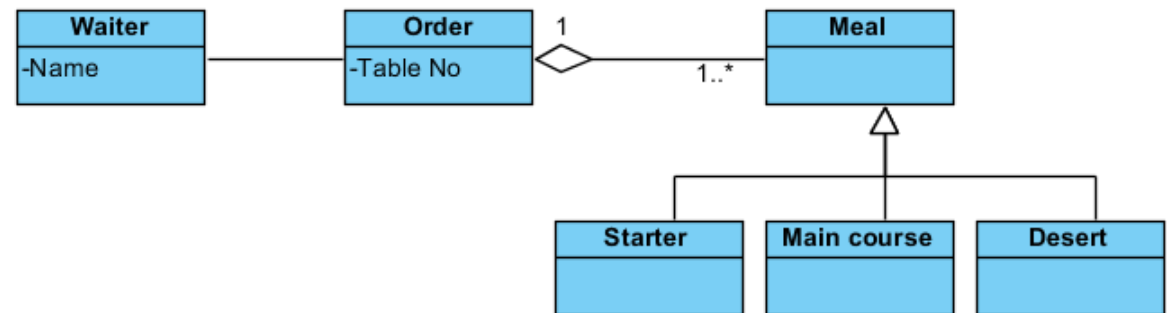 Waiter
-Name
Order
-Table No
1
1..*
Meal
Starter
Main course
Desert